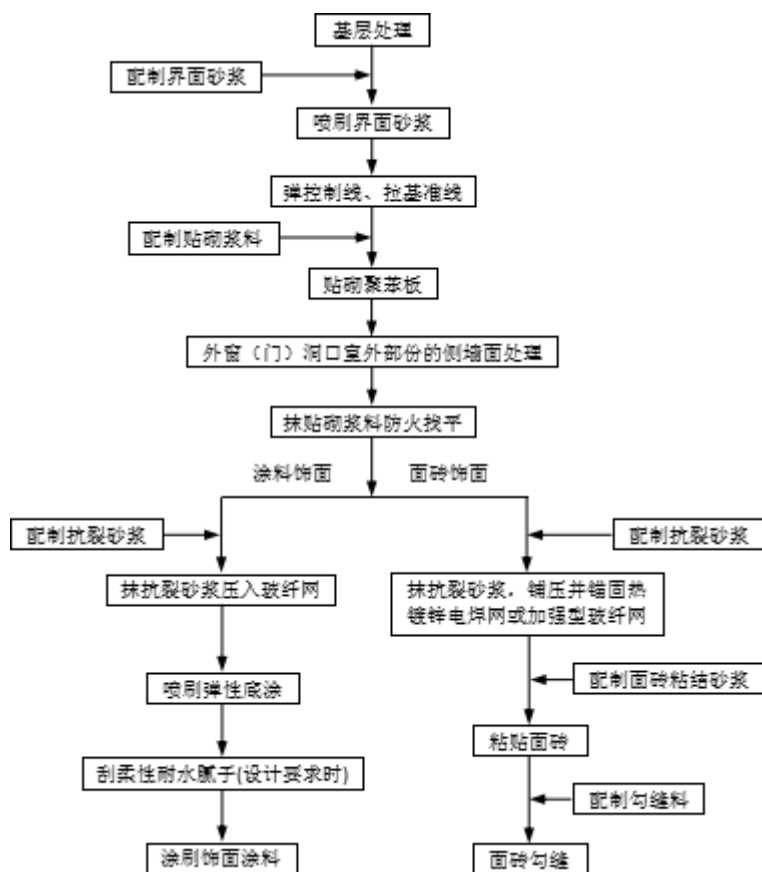 基层处理
配制界面砂浆
喷刷界面砂浆
弹控制线、拉基准线
配制贴砌浆料
贴砌聚苯板
外窗（门）洞口室外部份的侧墙面处理
抹贴砌浆料防火找平
涂料饰面
面砖饰面
配制抗裂砂浆
配制抗裂砂浆
抹抗裂砂浆压入玻纤网
抹抗裂砂浆，铺压并锚固热
镀锌电焊网或加强型玻纤网
喷刷弹性底涂
配制面砖粘结砂浆
粘贴面砖
刮柔性耐水腻子(设计要求时)
配制勾缝料
涂刷饰面涂料
面砖勾缝